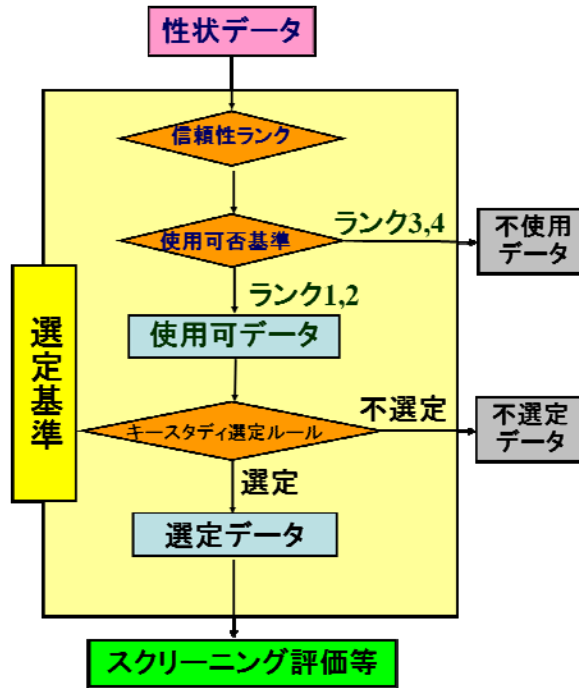 性状データ
信頼性ランク
使用可否基準
ランク3,4
不使用
データ
ランク1,2
使用可データ
選定基準
キースタディ選定ルール
不選定
不選定
データ
選定
選定データ
スクリーニング評価等